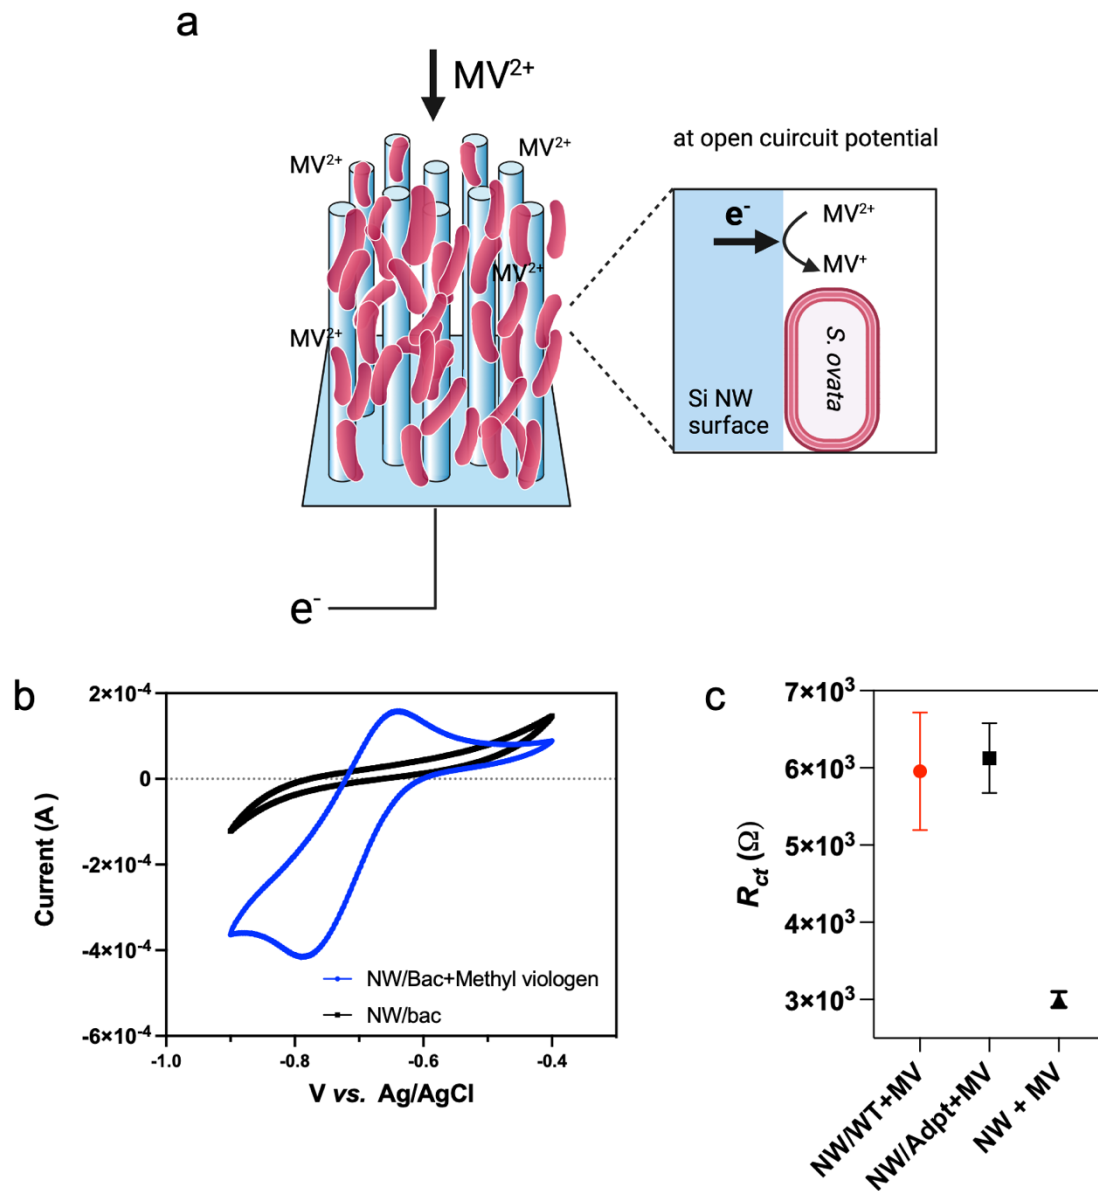 a
MV²⁺
MV²⁺
MV²⁺
MV²⁺
MV²⁺
e⁻
at open cuircuit potential
e⁻
MV²⁺
MV⁺
S. ovata
Si NW
surface
b
2×10⁻⁴
0
-2×10⁻⁴
-4×10⁻⁴
-6×10⁻⁴
Current (A )
-1.0
-0.8
-0.6
-0.4
V vs. Ag/AgCl
NW/Bac+Methyl viologen
NW/bac
c
7×10³
6×10³
5×10³
4×10³
3×10³
R_ct (Ω)
NW/WT+MV
NW/Adpt+MV
NW + MV